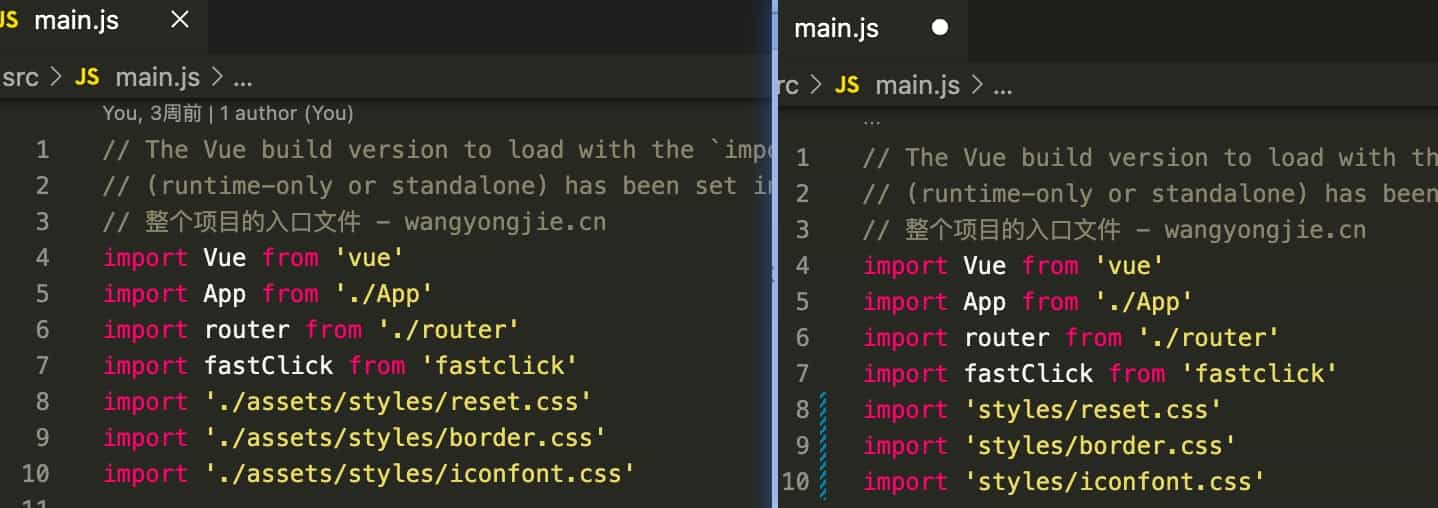 JS main.js
src > JS main.js > ...
You, 3周前 | 1 author (You)
1 // The Vue build version to load with the `impo
2 // (runtime-only or standalone) has been set in
3 // 整个项目的入口文件 - wangyongjie.cn
4 import Vue from 'vue'
5 import App from './App'
6 import router from './router'
7 import fastClick from 'fastclick'
8 import './assets/styles/reset.css'
9 import './assets/styles/border.css'
10 import './assets/styles/iconfont.css'
11
main.js
rc > JS main.js > ...
...
1 // The Vue build version to load with th
2 // (runtime-only or standalone) has been
3 // 整个项目的入口文件 - wangyongjie.cn
4 import Vue from 'vue'
5 import App from './App'
6 import router from './router'
7 import fastClick from 'fastclick'
8 import 'styles/reset.css'
9 import 'styles/border.css'
10 import 'styles/iconfont.css'